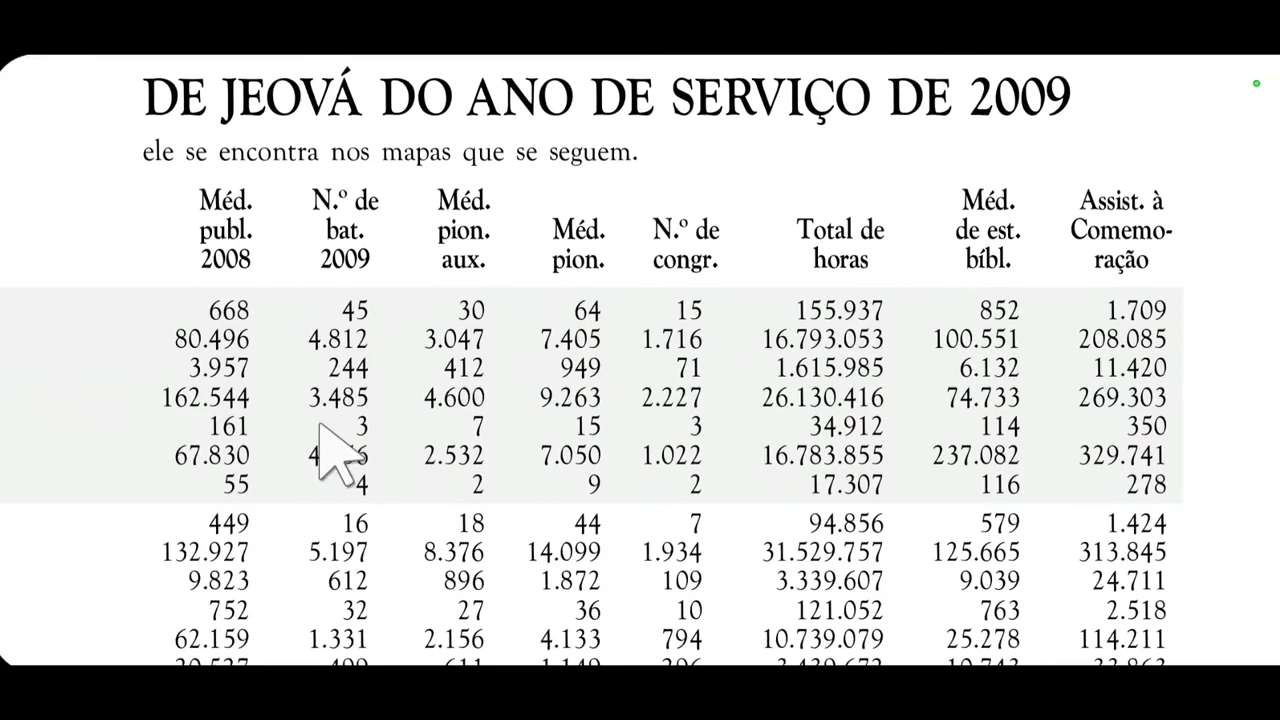 DE JEOVÁ DO ANO DE SERVIÇO DE 2009
ele se encontra nos mapas que se seguem.
Méd. publ. 2008 N.º de bat. 2009 Méd. pion. aux. Méd. pion. N.º de congr. Total de horas Méd. de est. bíbl. Assist. à Comemo- ração
668 45 30 64 15 155.937 852 1.709
80.496 4.812 3.047 7.405 1.716 16.793.053 100.551 208.085
3.957 244 412 949 71 1.615.985 6.132 11.420
162.544 3.485 4.600 9.263 2.227 26.130.416 74.733 269.303
161 3 7 15 3 34.912 114 350
67.830 2.532 7.050 1.022 16.783.855 237.082 329.741
55 4 2 9 2 17.307 116 278
449 16 18 44 7 94.856 579 1.424
132.927 5.197 8.376 14.099 1.934 31.529.757 125.665 313.845
9.823 612 896 1.872 109 3.339.607 9.039 24.711
752 32 27 36 10 121.052 763 2.518
62.159 1.331 2.156 4.133 794 10.739.079 25.278 114.211